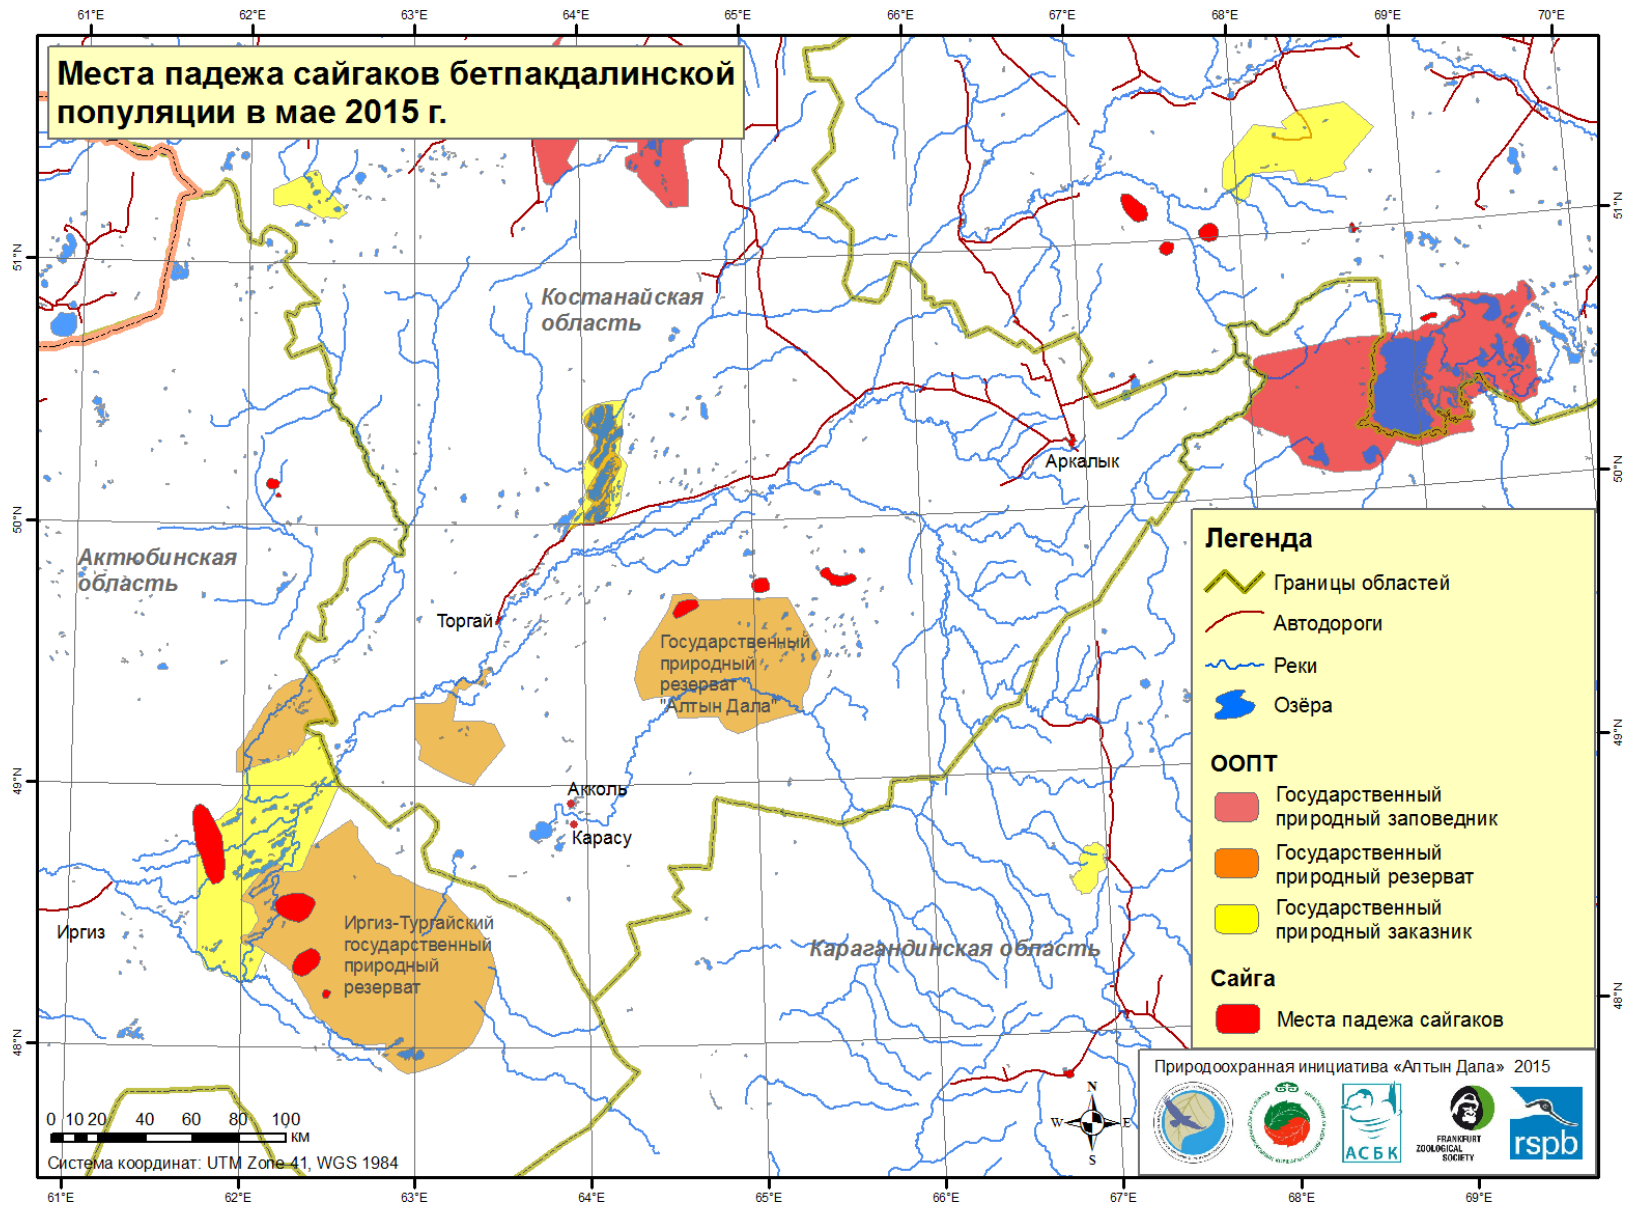 61°E 62°E 63°E 64°E 65°E 66°E 67°E 68°E 69°E 70°E
Места падежа сайгаков бетпакдалинской
популяции в мае 2015 г.
51°N
51°N
Костанайская
область
Аркалык
50°N
50°N
Актюбинская
область
Торгай
Государственный
природный
резерват
"Алтын Дала"
49°N
49°N
Акколь
Карасу
Иргиз
Иргиз-Тургайский
государственный
природный
резерват
Карагандинская область
48°N
48°N
Легенда
Границы областей
Автодороги
Реки
Озёра
ООПТ
Государственный
природный заповедник
Государственный
природный резерват
Государственный
природный заказник
Сайга
Места падежа сайгаков
Природоохранная инициатива «Алтын Дала» 2015
АСБК
FRANKFURT
ZOOLOGICAL
SOCIETY
rspb
N
W E
S
0 10 20 40 60 80 100
км
Система координат: UTM Zone 41, WGS 1984
61°E 62°E 63°E 64°E 65°E 66°E 67°E 68°E 69°E